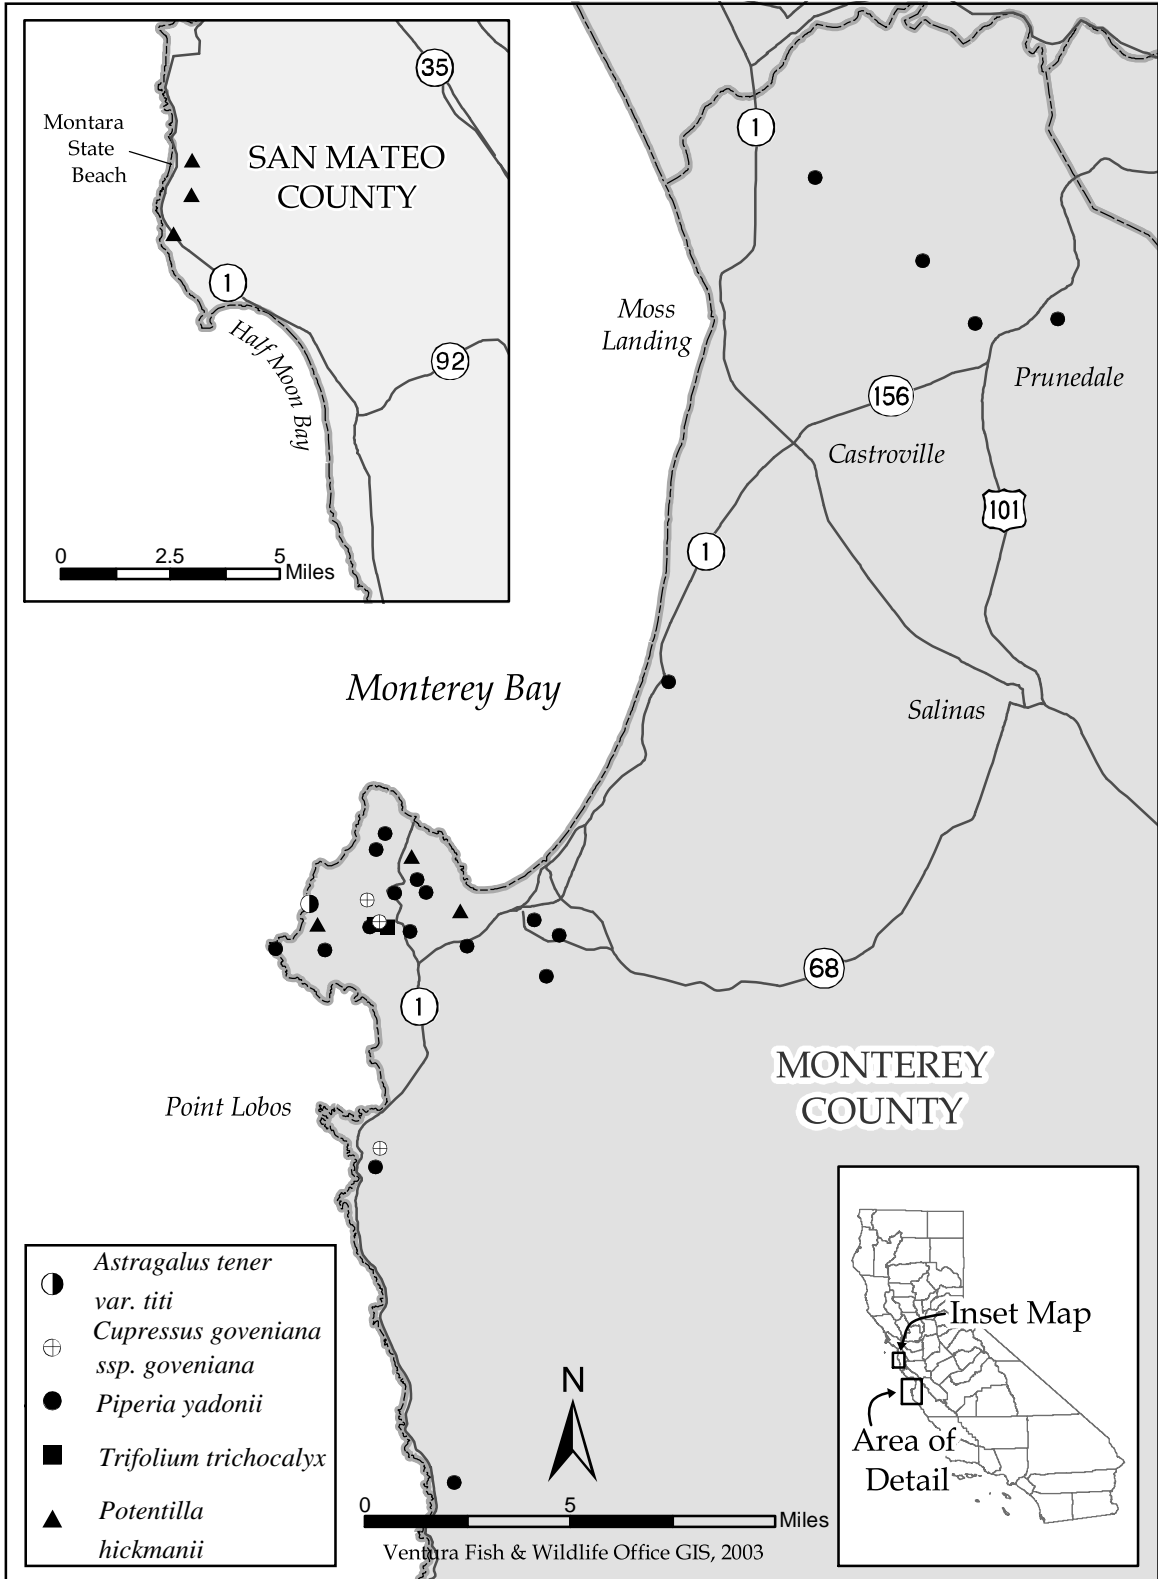 Montara
State
Beach
SAN MATEO
COUNTY
35
1
92
Half Moon Bay
0 2.5 5
Miles
1
Moss
Landing
Prunedale
156
Castroville
101
1
Monterey Bay
Salinas
68
1
MONTEREY
COUNTY
Point Lobos
Astragalus tener
var. titi
Cupressus goveniana
ssp. goveniana
Piperia yadonii
Trifolium trichocalyx
Potentilla
hickmanii
N
0 5
Miles
Ventura Fish & Wildlife Office GIS, 2003
Inset Map
Area of
Detail